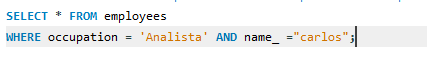 SELECT * FROM employees
WHERE occupation = 'Analista' AND name_ ="carlos";